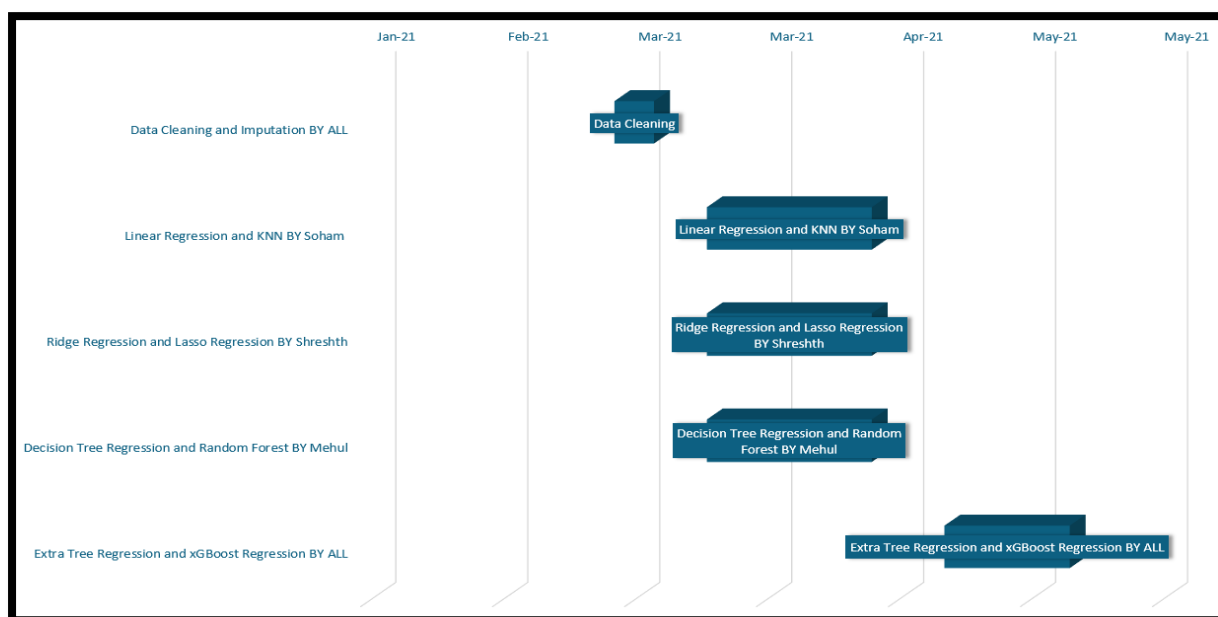 Jan-21 Feb-21 Mar-21 Mar-21 Apr-21 May-21 May-21
Data Cleaning and Imputation BY ALL
Data Cleaning
Linear Regression and KNN BY Soham
Linear Regression and KNN BY Soham
Ridge Regression and Lasso Regression BY Shreshth
Ridge Regression and Lasso Regression
BY Shreshth
Decision Tree Regression and Random Forest BY Mehul
Decision Tree Regression and Random
Forest BY Mehul
Extra Tree Regression and xGBoost Regression BY ALL
Extra Tree Regression and xGBoost Regression BY ALL